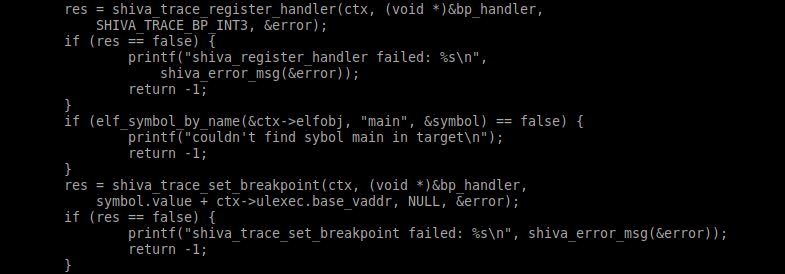 res = shiva_trace_register_handler(ctx, (void *)&bp_handler,
    SHIVA_TRACE_BP_INT3, &error);
if (res == false) {
        printf("shiva_register_handler failed: %s\n",
            shiva_error_msg(&error));
        return -1;
}
if (elf_symbol_by_name(&ctx->elfobj, "main", &symbol) == false) {
        printf("couldn't find sybol main in target\n");
        return -1;
}
res = shiva_trace_set_breakpoint(ctx, (void *)&bp_handler,
    symbol.value + ctx->ulexec.base_vaddr, NULL, &error);
if (res == false) {
        printf("shiva_trace_set_breakpoint failed: %s\n", shiva_error_msg(&error));
        return -1;
}